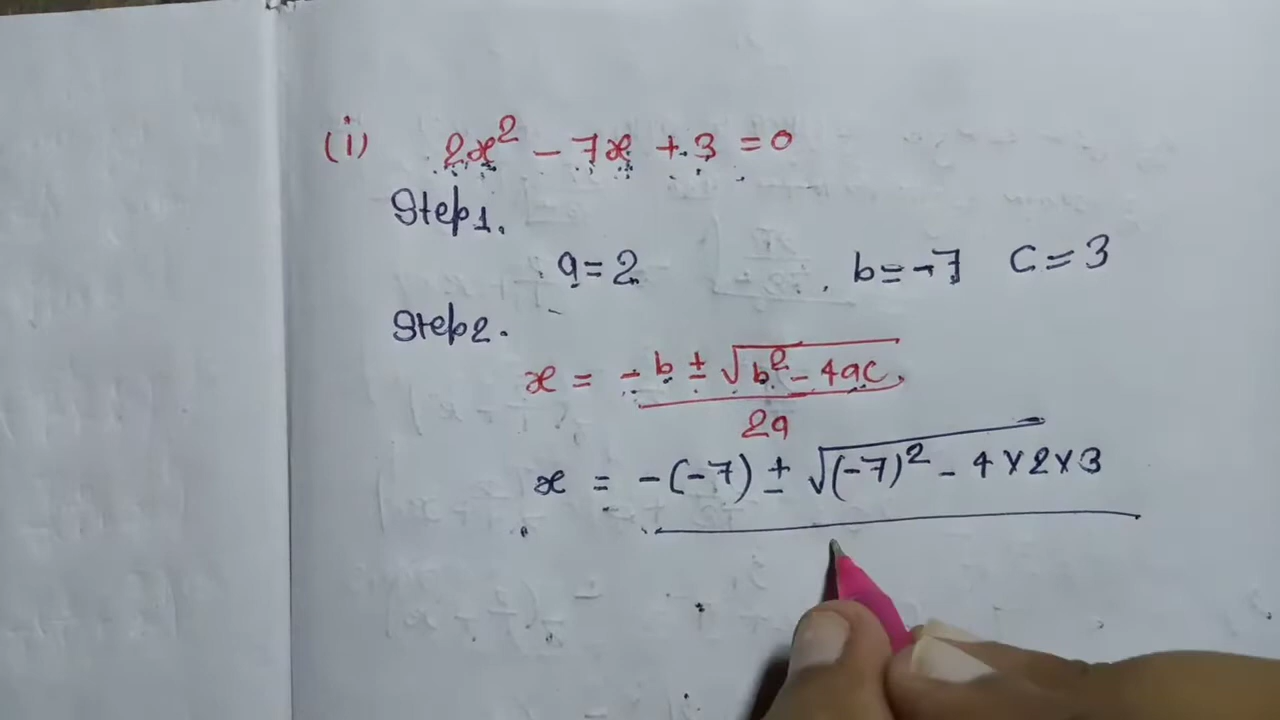 (i) 2x² - 7x + 3 = 0
Step1.
a = 2 b = -7 C = 3
Step2.
x = -b ± √(b² - 4ac)
2a
x = -(-7) ± √(-7)² - 4×2×3